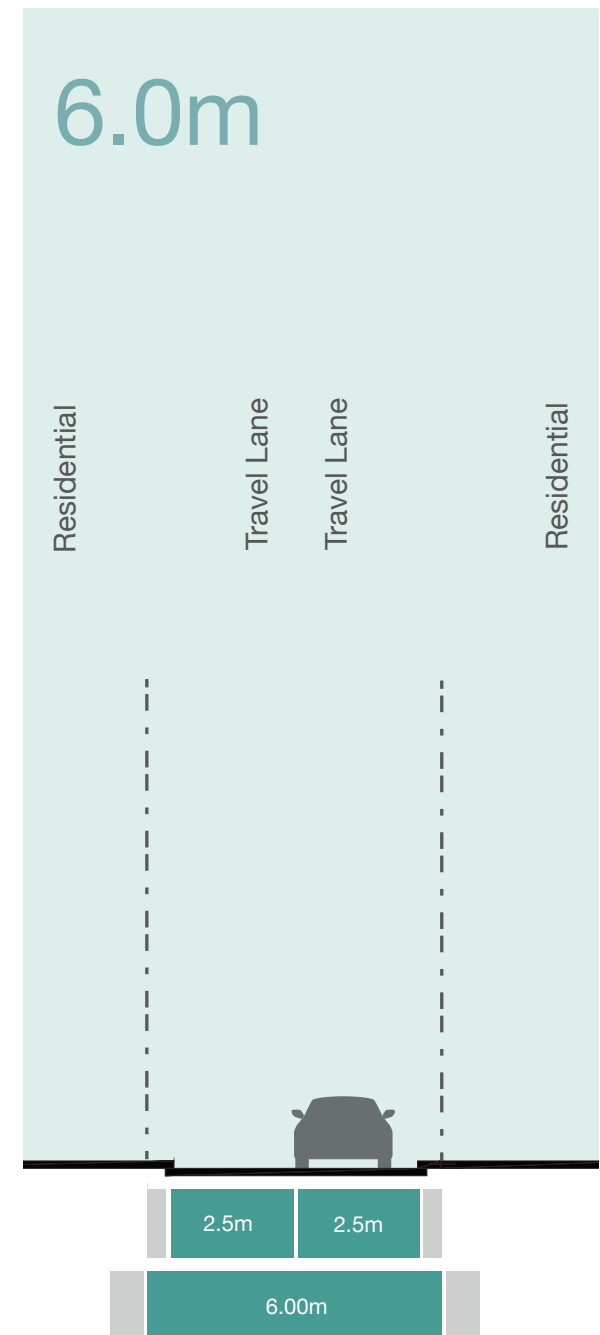 6.0m
Residential
Travel Lane
Travel Lane
Residential
2.5m
2.5m
6.00m